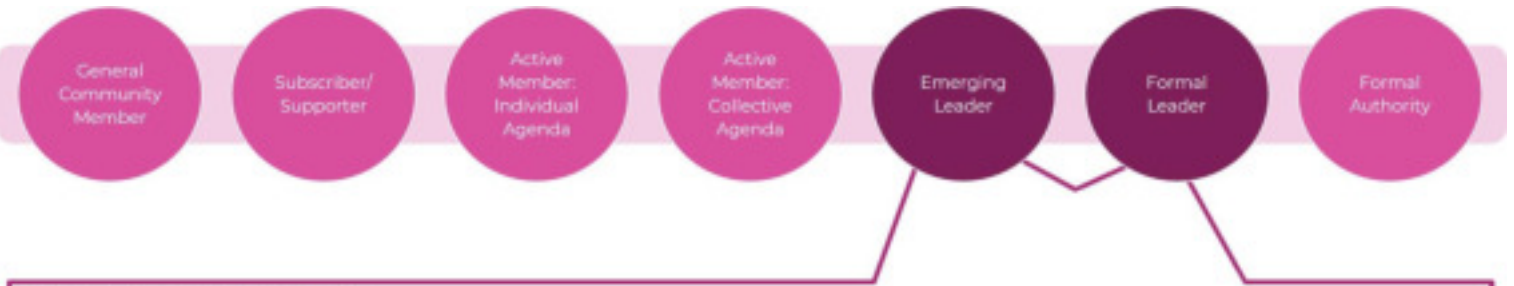 General
Community
Member
Subscriber/
Supporter
Active
Member:
Individual
Agenda
Active
Member:
Collective
Agenda
Emerging
Leader
Formal
Leader
Formal
Authority